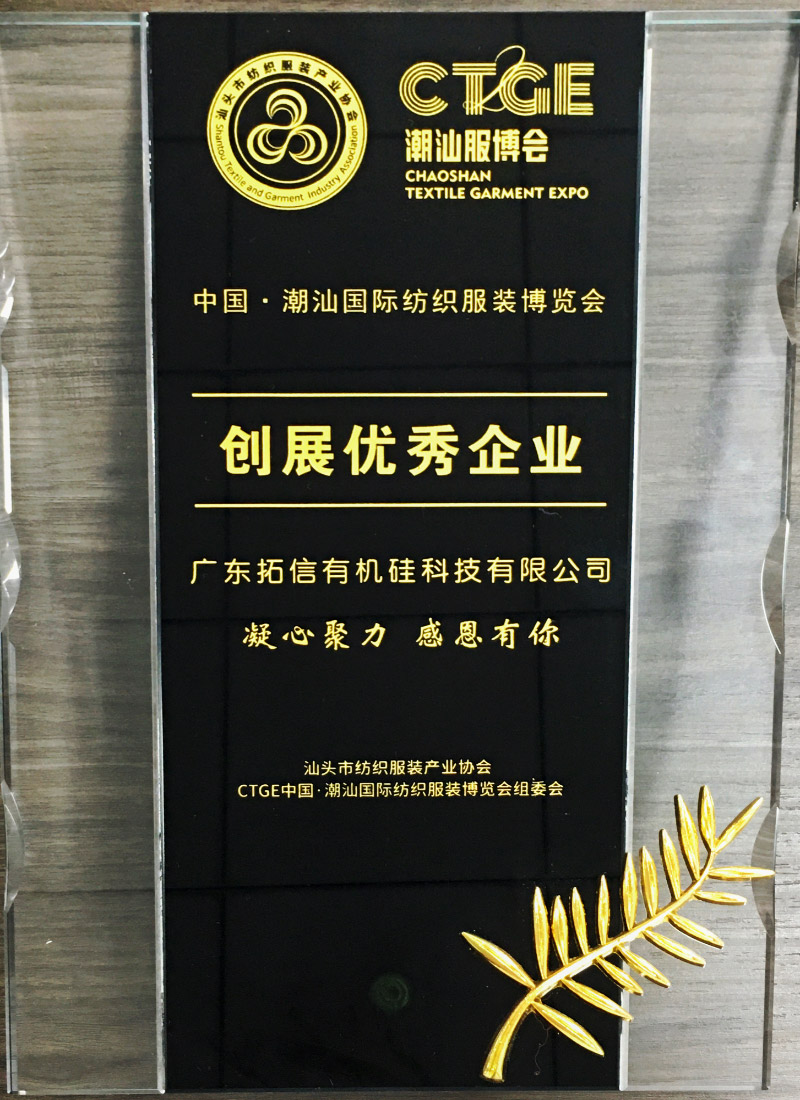 汕头市纺织服装产业协会
Shantou Textile and Garment Industry Association
CTGE
潮汕服博会
CHAOSHAN
TEXTILE GARMENT EXPO
中国·潮汕国际纺织服装博览会
创展优秀企业
广东拓信有机硅科技有限公司
凝心聚力 感恩有你
汕头市纺织服装产业协会
CTGE中国·潮汕国际纺织服装博览会组委会